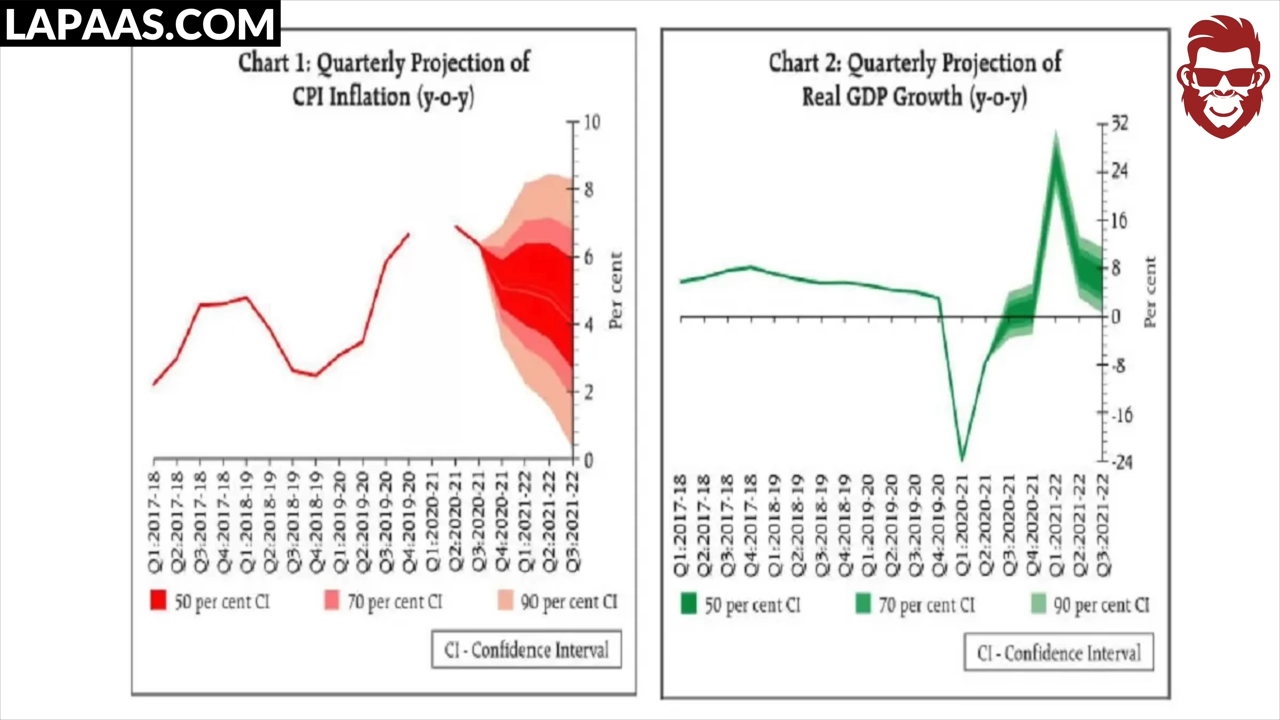 LAPAAS.COM
Chart 1: Quarterly Projection of
CPI Inflation (y-o-y)
10
8
6
4
2
0
Per cent
Q1:2017-18
Q2:2017-18
Q3:2017-18
Q4:2017-18
Q1:2018-19
Q2:2018-19
Q3:2018-19
Q4:2018-19
Q1:2019-20
Q2:2019-20
Q3:2019-20
Q4:2019-20
Q1:2020-21
Q2:2020-21
Q3:2020-21
Q4:2020-21
Q1:2021-22
Q2:2021-22
Q3:2021-22
50 per cent CI
70 per cent CI
90 per cent CI
CI - Confidence Interval
Chart 2: Quarterly Projection of
Real GDP Growth (y-o-y)
32
24
16
8
0
-8
-16
-24
Per cent
Q1:2017-18
Q2:2017-18
Q3:2017-18
Q4:2017-18
Q1:2018-19
Q2:2018-19
Q3:2018-19
Q4:2018-19
Q1:2019-20
Q2:2019-20
Q3:2019-20
Q4:2019-20
Q1:2020-21
Q2:2020-21
Q3:2020-21
Q4:2020-21
Q1:2021-22
Q2:2021-22
Q3:2021-22
50 per cent CI
70 per cent CI
90 per cent CI
CI - Confidence Interval